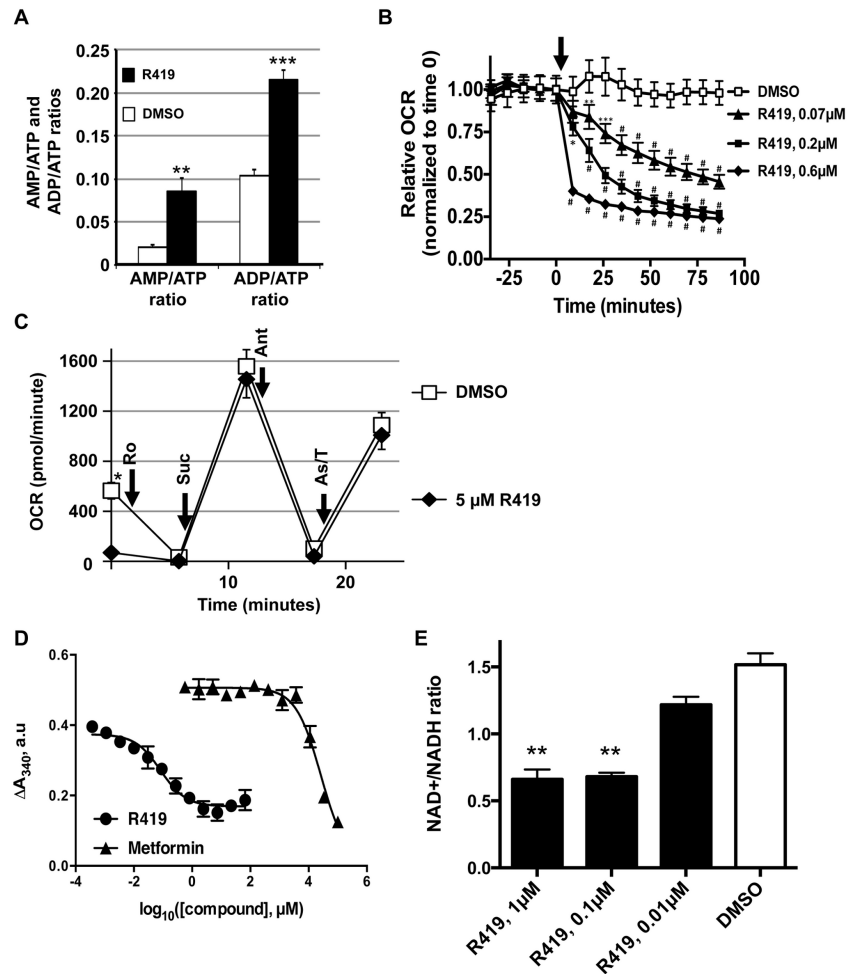 A
AMP/ATP and
ADP/ATP ratios
0.25
0.20
0.15
0.10
0.05
0
R419
DMSO
**
***
AMP/ATP
ratio
ADP/ATP
ratio
B
Relative OCR
(normalized to time 0)
1.00
0.75
0.50
0.25
0.00
-25
0
25
50
75
100
Time (minutes)
*
**
***
# # # # # # #
# # # # # # # #
# # # # # # # # #
DMSO
R419, 0.07µM
R419, 0.2µM
R419, 0.6µM
C
OCR (pmol/minute)
1600
1200
800
400
0
*
Ro
Suc
Ant
As/T
10
20
Time (minutes)
DMSO
5 µM R419
D
ΔA340, a.u
0.6
0.4
0.2
0.0
R419
Metformin
-4
-2
0
2
4
6
log10([compound], µM)
E
NAD+/NADH ratio
1.5
1.0
0.5
0.0
**
**
R419, 1µM
R419, 0.1µM
R419, 0.01µM
DMSO